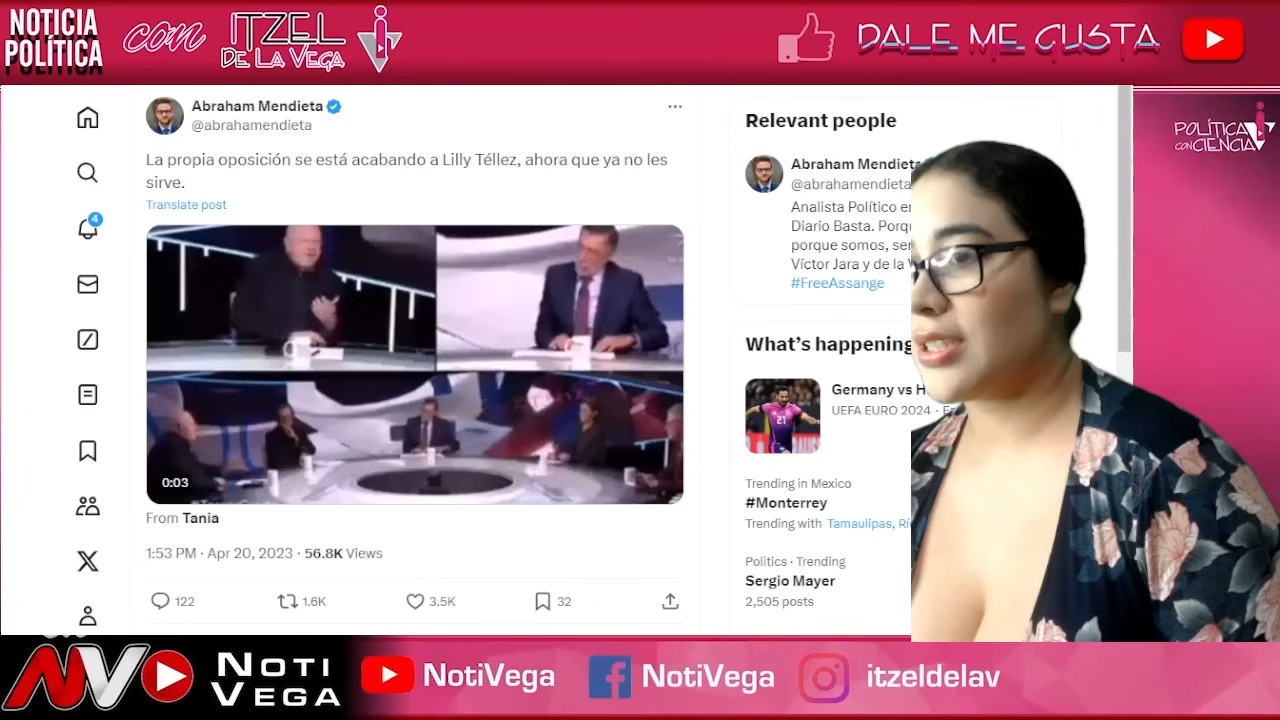 NOTICIA
POLÍTICA
con
ITZEL
DE LA VEGA
DALE ME GUSTA
POLÍTICA
CON CIENCIA
Abraham Mendieta
@abrahamendieta
La propia oposición se está acabando a Lilly Téllez, ahora que ya no les
sirve.
Translate post
0:03
From Tania
1:53 PM · Apr 20, 2023 · 56.8K Views
122
1.6K
3.5K
32
4
Relevant people
Abraham Mendieta
@abrahamendieta
Analista Político en
Diario Basta.
porque somos,
Víctor Jara y de la
#FreeAssange
What's happening
Germany vs H
UEFA EURO 2024 ·
21
Trending in Mexico
#Monterrey
Trending with Tamaulipas,
Politics · Trending
Sergio Mayer
2,505 posts
NV
NOTI
VEGA
NotiVega
NotiVega
itzeldelav